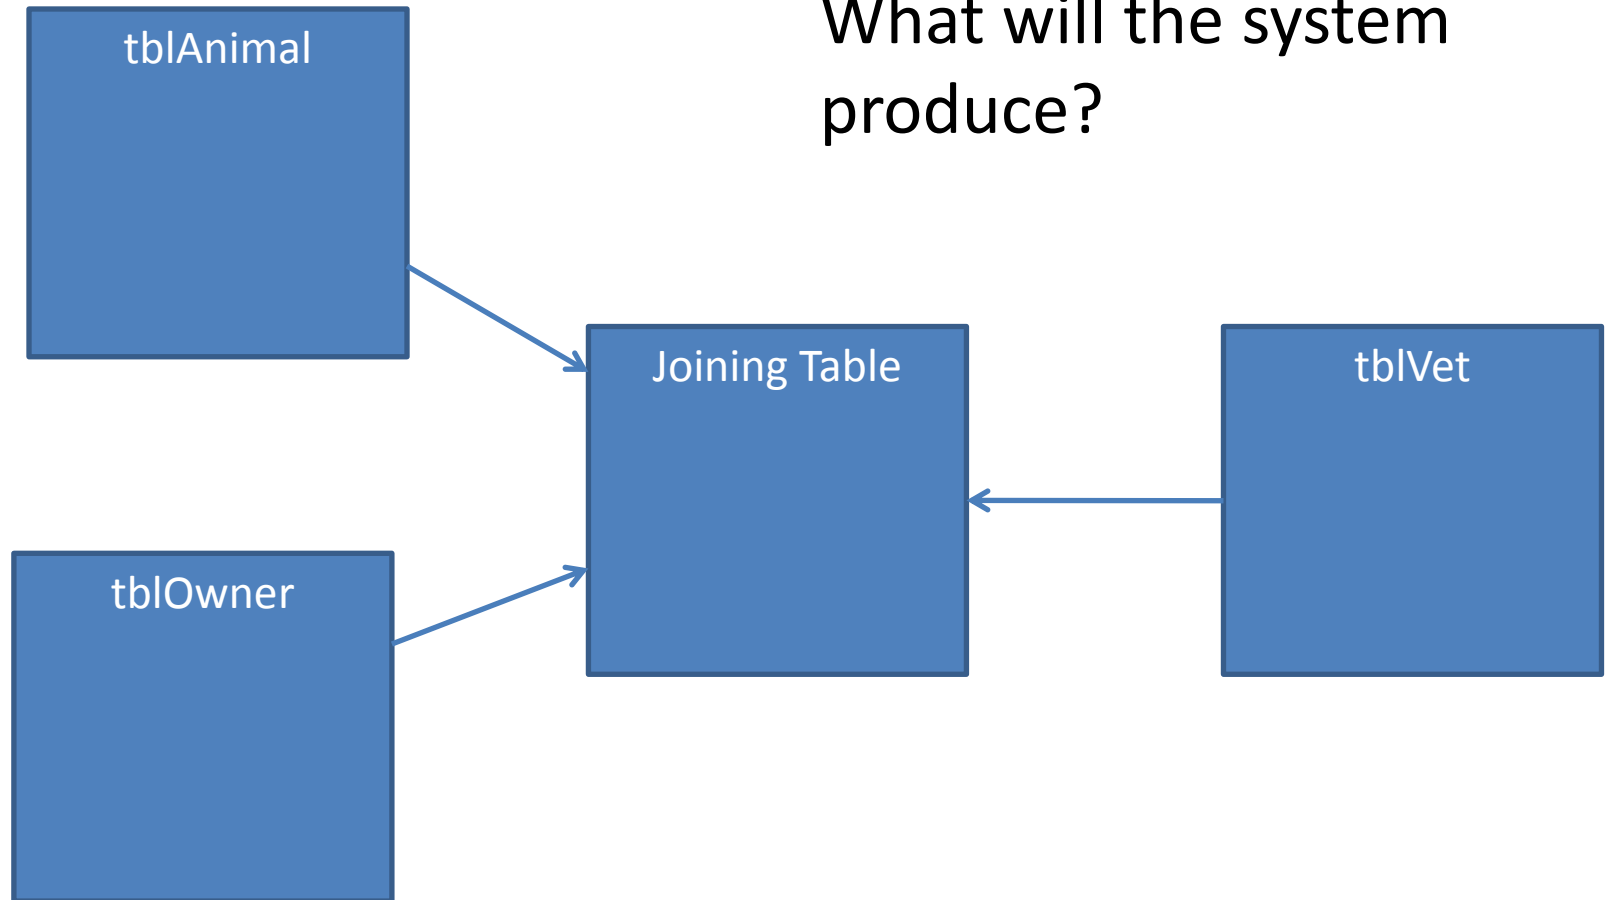 tblAnimal
What will the system
produce?
Joining Table
tblVet
tblOwner